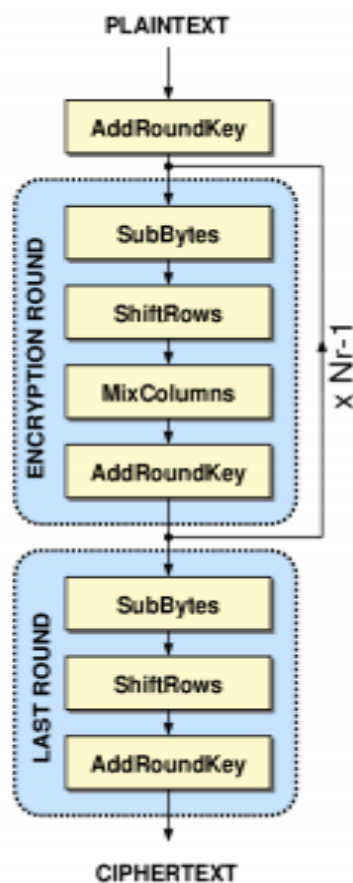 PLAINTEXT
AddRoundKey
ENCRYPTION ROUND
SubBytes
ShiftRows
MixColumns
AddRoundKey
x Nr-1
LAST ROUND
SubBytes
ShiftRows
AddRoundKey
CIPHERTEXT